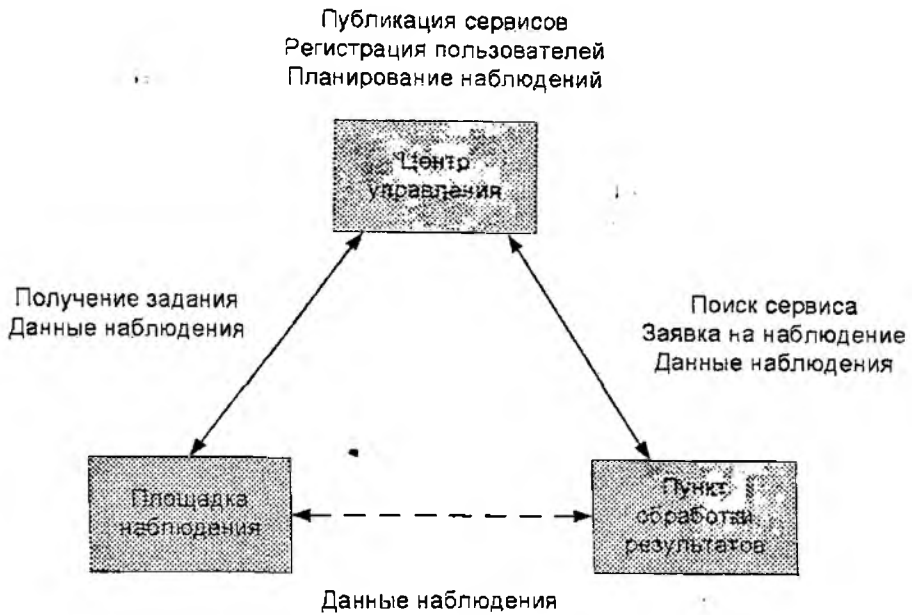 Публикация сервисов
Регистрация пользователей
Планирование наблюдений
Центр
управления
Получение задания
Данные наблюдения
Поиск сервиса
Заявка на наблюдение
Данные наблюдения
Площадка
наблюдения
Пункт
обработки
результатов
Данные наблюдения